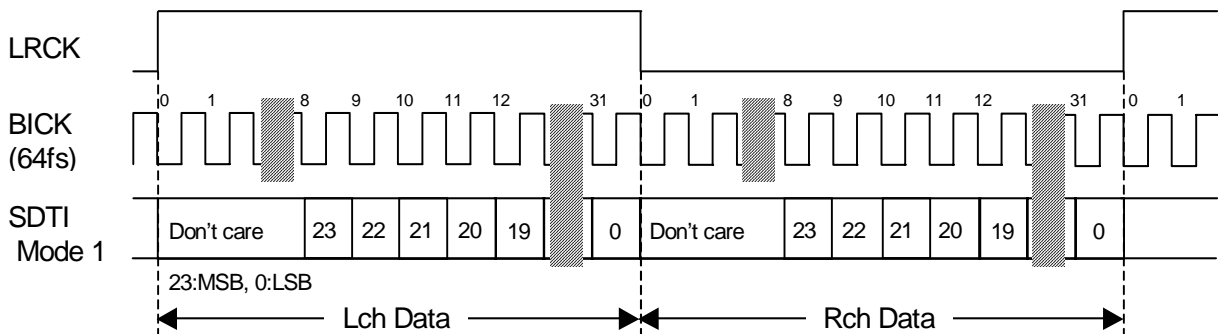 LRCK
0 1 8 9 10 11 12 31 0 1 8 9 10 11 12 31 0 1
BICK
(64fs)
SDTI
Mode 1
Don't care 23 22 21 20 19 0 Don't care 23 22 21 20 19 0
23:MSB, 0:LSB
Lch Data Rch Data